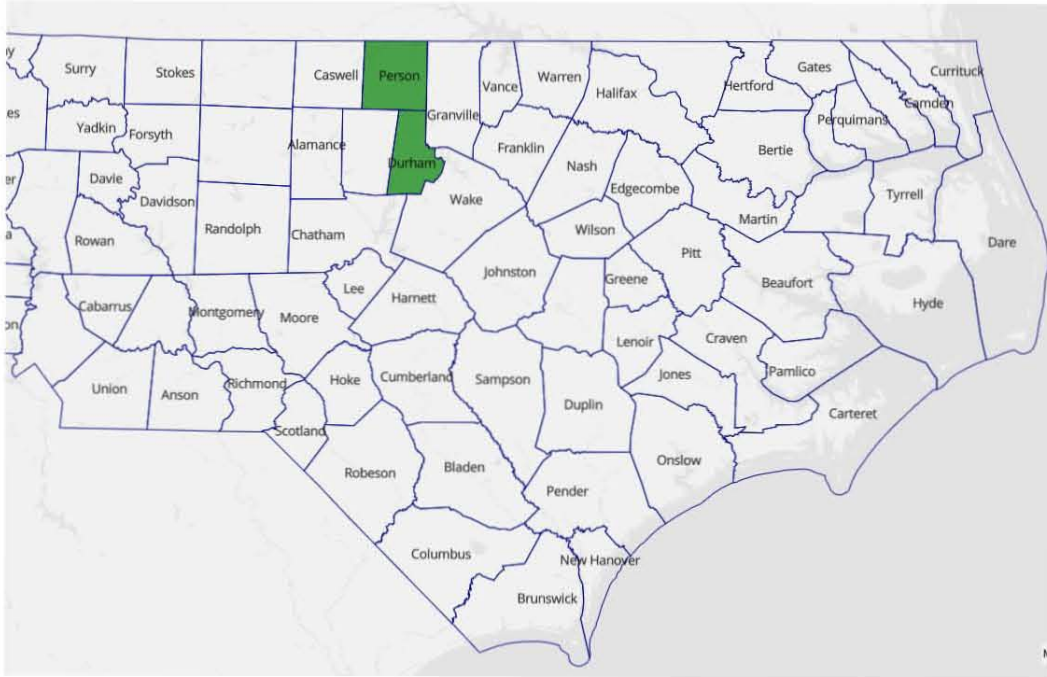 Surry
Stokes
Caswell
Person
Vance
Warren
Halifax
Hertford
Gates
Currituck
es
Yadkin
Forsyth
Alamance
Granville
Camden
Perquimans
Durham
Franklin
Nash
Bertie
Davie
Davidson
Edgecombe
er
Wake
Tyrrell
Martin
Rowan
Randolph
Chatham
Wilson
Dare
a
Pitt
Johnston
Greene
Beaufort
Lee
Harnett
Hyde
Cabarrus
Montgomery
Moore
on
Lenoir
Craven
Union
Anson
Richmond
Hoke
Cumberland
Sampson
Jones
Pamlico
Duplin
Carteret
Scotland
Robeson
Bladen
Onslow
Pender
Columbus
New Hanover
Brunswick